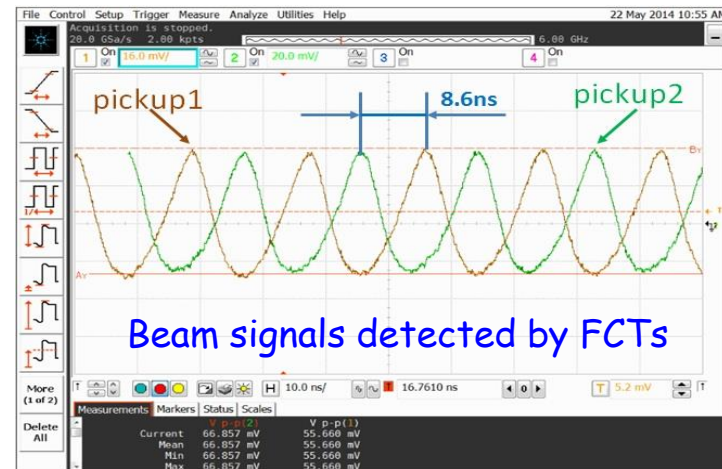 File Control Setup Trigger Measure Analyze Utilities Help 22 May 2014 10:55 AM
Acquisition is stopped.
20.0 GSa/s 2.00 kpts 6.00 GHz
1 On 16.0 mV/ 2 On 20.0 mV/ 3 On 4 On
pickup1 8.6ns pickup2
By
T
Ay
Beam signals detected by FCTs
More
(1 of 2)
Delete
All
H 10.0 ns/ 16.7610 ns 0 T 5.2 mV
Measurements Markers Status Scales
V p-p(2) V p-p(1)
Current 66.857 mV 55.660 mV
Mean 66.857 mV 55.660 mV
Min 66.857 mV 55.660 mV
Max 66.857 mV 55.660 mV